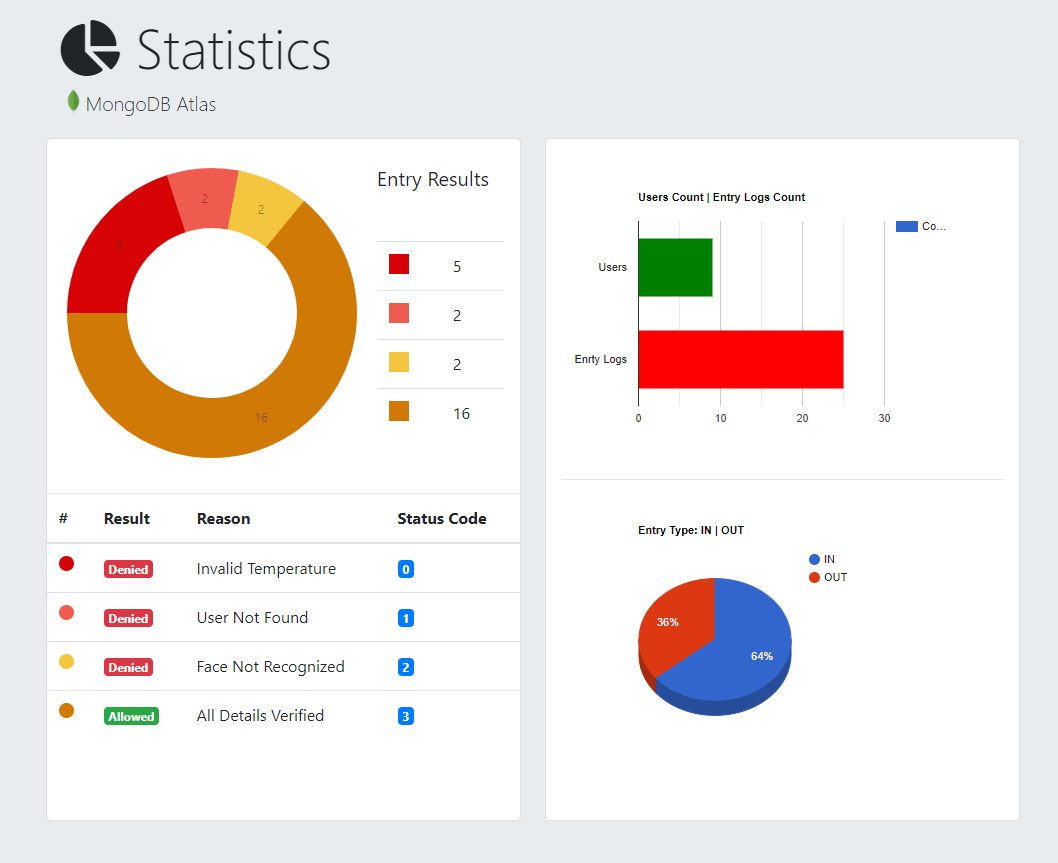 Statistics
MongoDB Atlas
5
2
2
16
Entry Results
5
2
2
16
# Result Reason Status Code
Denied Invalid Temperature 0
Denied User Not Found 1
Denied Face Not Recognized 2
Allowed All Details Verified 3
Users Count | Entry Logs Count
Co...
Users
Enrty Logs
0 10 20 30
Entry Type: IN | OUT
IN
OUT
36%
64%